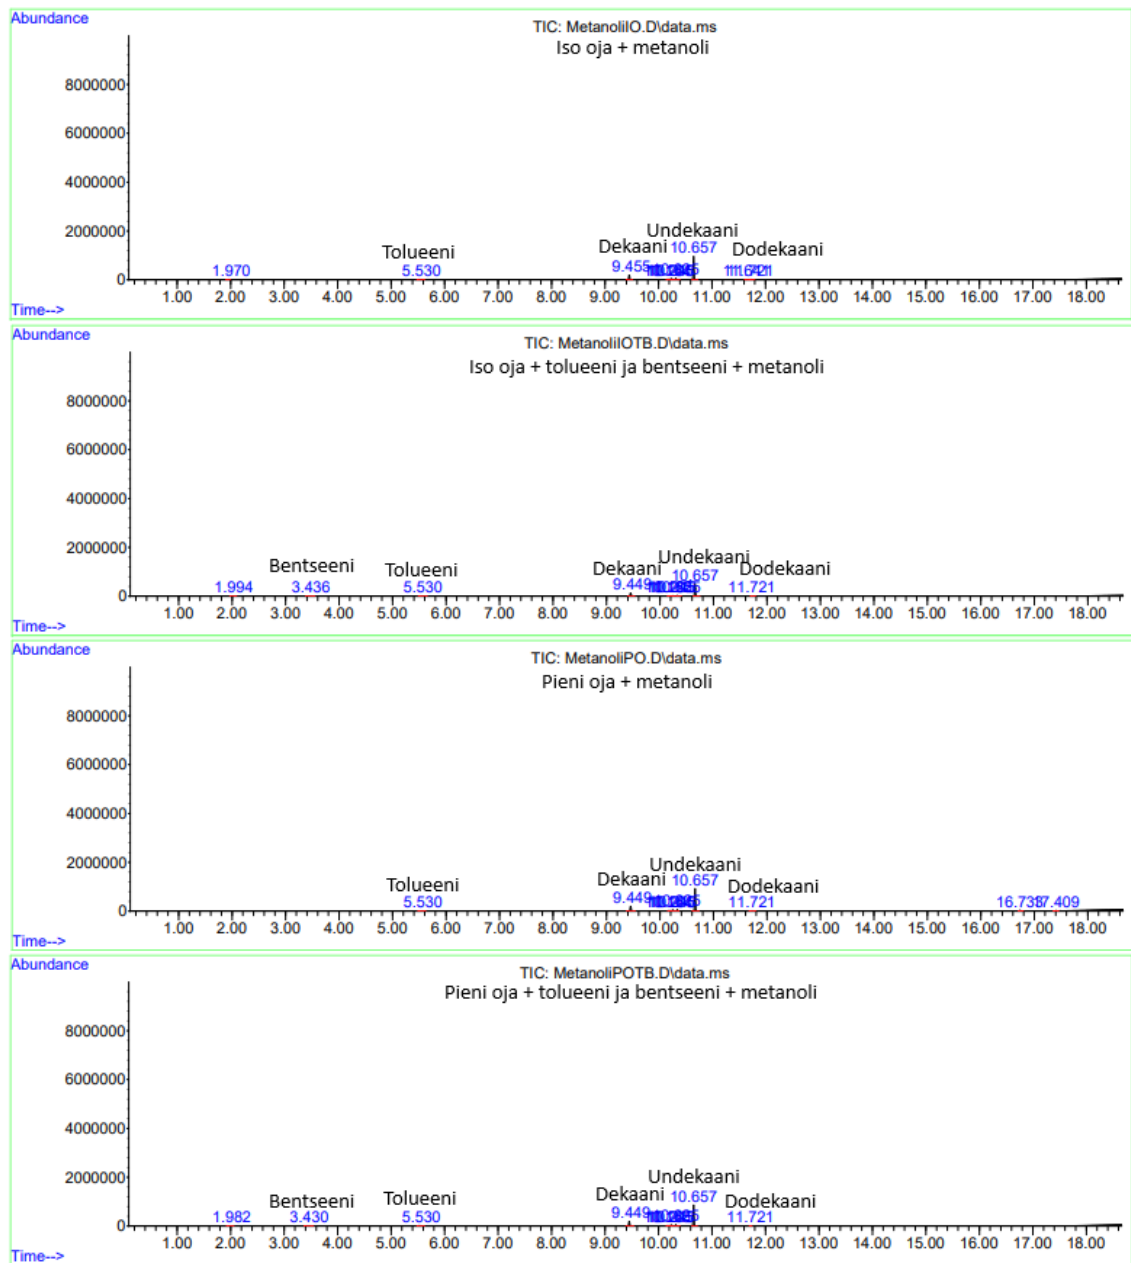 Abundance
TIC: MetanoliIO.D\data.ms
Iso oja + metanoli
8000000
6000000
4000000
2000000
0
Undekaani
Tolueeni Dekaani 10.657 Dodekaani
1.970 5.530 9.455 11.721
1.00 2.00 3.00 4.00 5.00 6.00 7.00 8.00 9.00 10.00 11.00 12.00 13.00 14.00 15.00 16.00 17.00 18.00
Time-->
Abundance
TIC: MetanoliIOTB.D\data.ms
Iso oja + tolueeni ja bentseeni + metanoli
8000000
6000000
4000000
2000000
0
Undekaani
Bentseeni Tolueeni Dekaani 10.657 Dodekaani
1.994 3.436 5.530 9.449 11.721
1.00 2.00 3.00 4.00 5.00 6.00 7.00 8.00 9.00 10.00 11.00 12.00 13.00 14.00 15.00 16.00 17.00 18.00
Time-->
Abundance
TIC: MetanoliPO.D\data.ms
Pieni oja + metanoli
8000000
6000000
4000000
2000000
0
Undekaani
Tolueeni Dekaani 10.657 Dodekaani
5.530 9.449 11.721 16.733 17.409
1.00 2.00 3.00 4.00 5.00 6.00 7.00 8.00 9.00 10.00 11.00 12.00 13.00 14.00 15.00 16.00 17.00 18.00
Time-->
Abundance
TIC: MetanoliPOTB.D\data.ms
Pieni oja + tolueeni ja bentseeni + metanoli
8000000
6000000
4000000
2000000
0
Undekaani
Bentseeni Tolueeni Dekaani 10.657 Dodekaani
1.982 3.430 5.530 9.449 11.721
1.00 2.00 3.00 4.00 5.00 6.00 7.00 8.00 9.00 10.00 11.00 12.00 13.00 14.00 15.00 16.00 17.00 18.00
Time-->